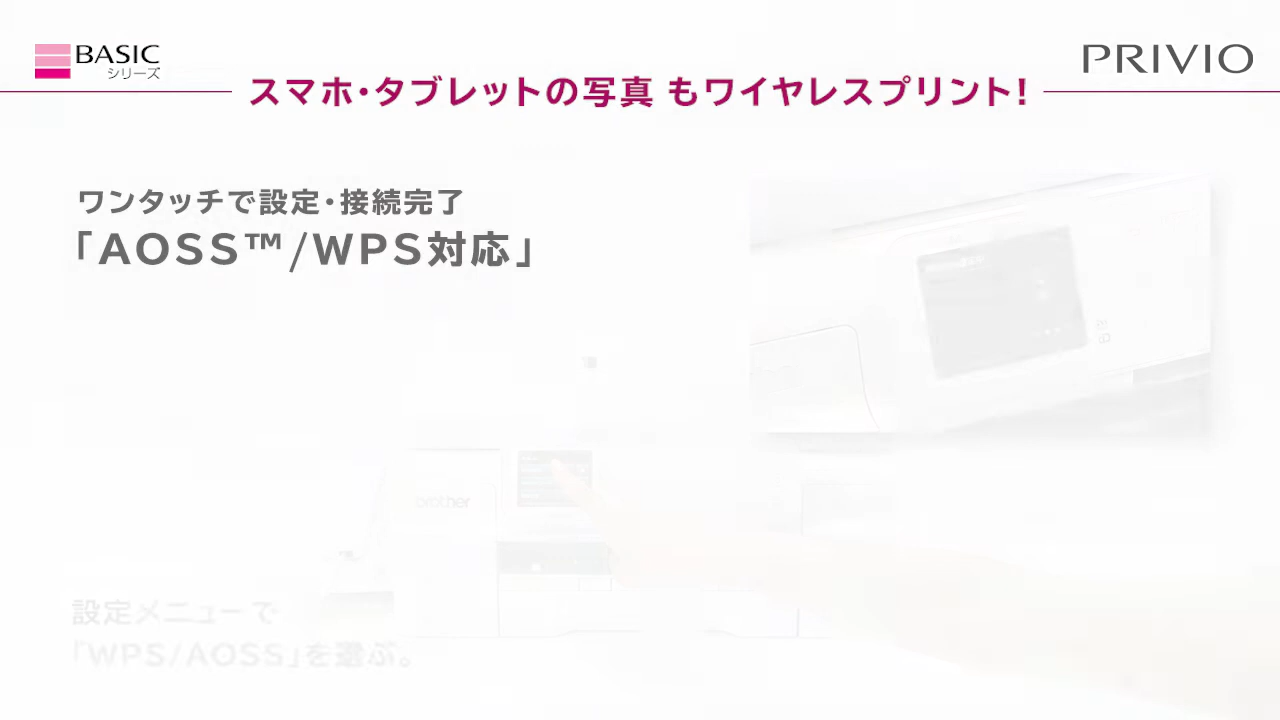 BASIC
シリーズ
PRIVIO
スマホ・タブレットの写真 もワイヤレスプリント!
ワンタッチで設定・接続完了
「AOSS™/WPS対応」
brother
設定メニューで
「WPS/AOSS」を選ぶ。